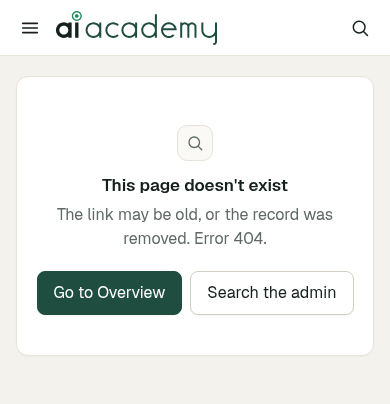 ai academy
This page doesn't exist
The link may be old, or the record was
removed. Error 404.
Go to Overview
Search the admin